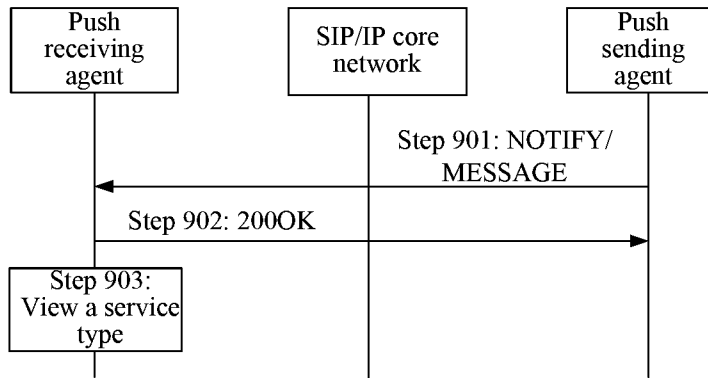 Push
receiving
agent
SIP/IP core
network
Push
sending
agent
Step 901: NOTIFY/
MESSAGE
Step 902: 200OK
Step 903:
View a service
type